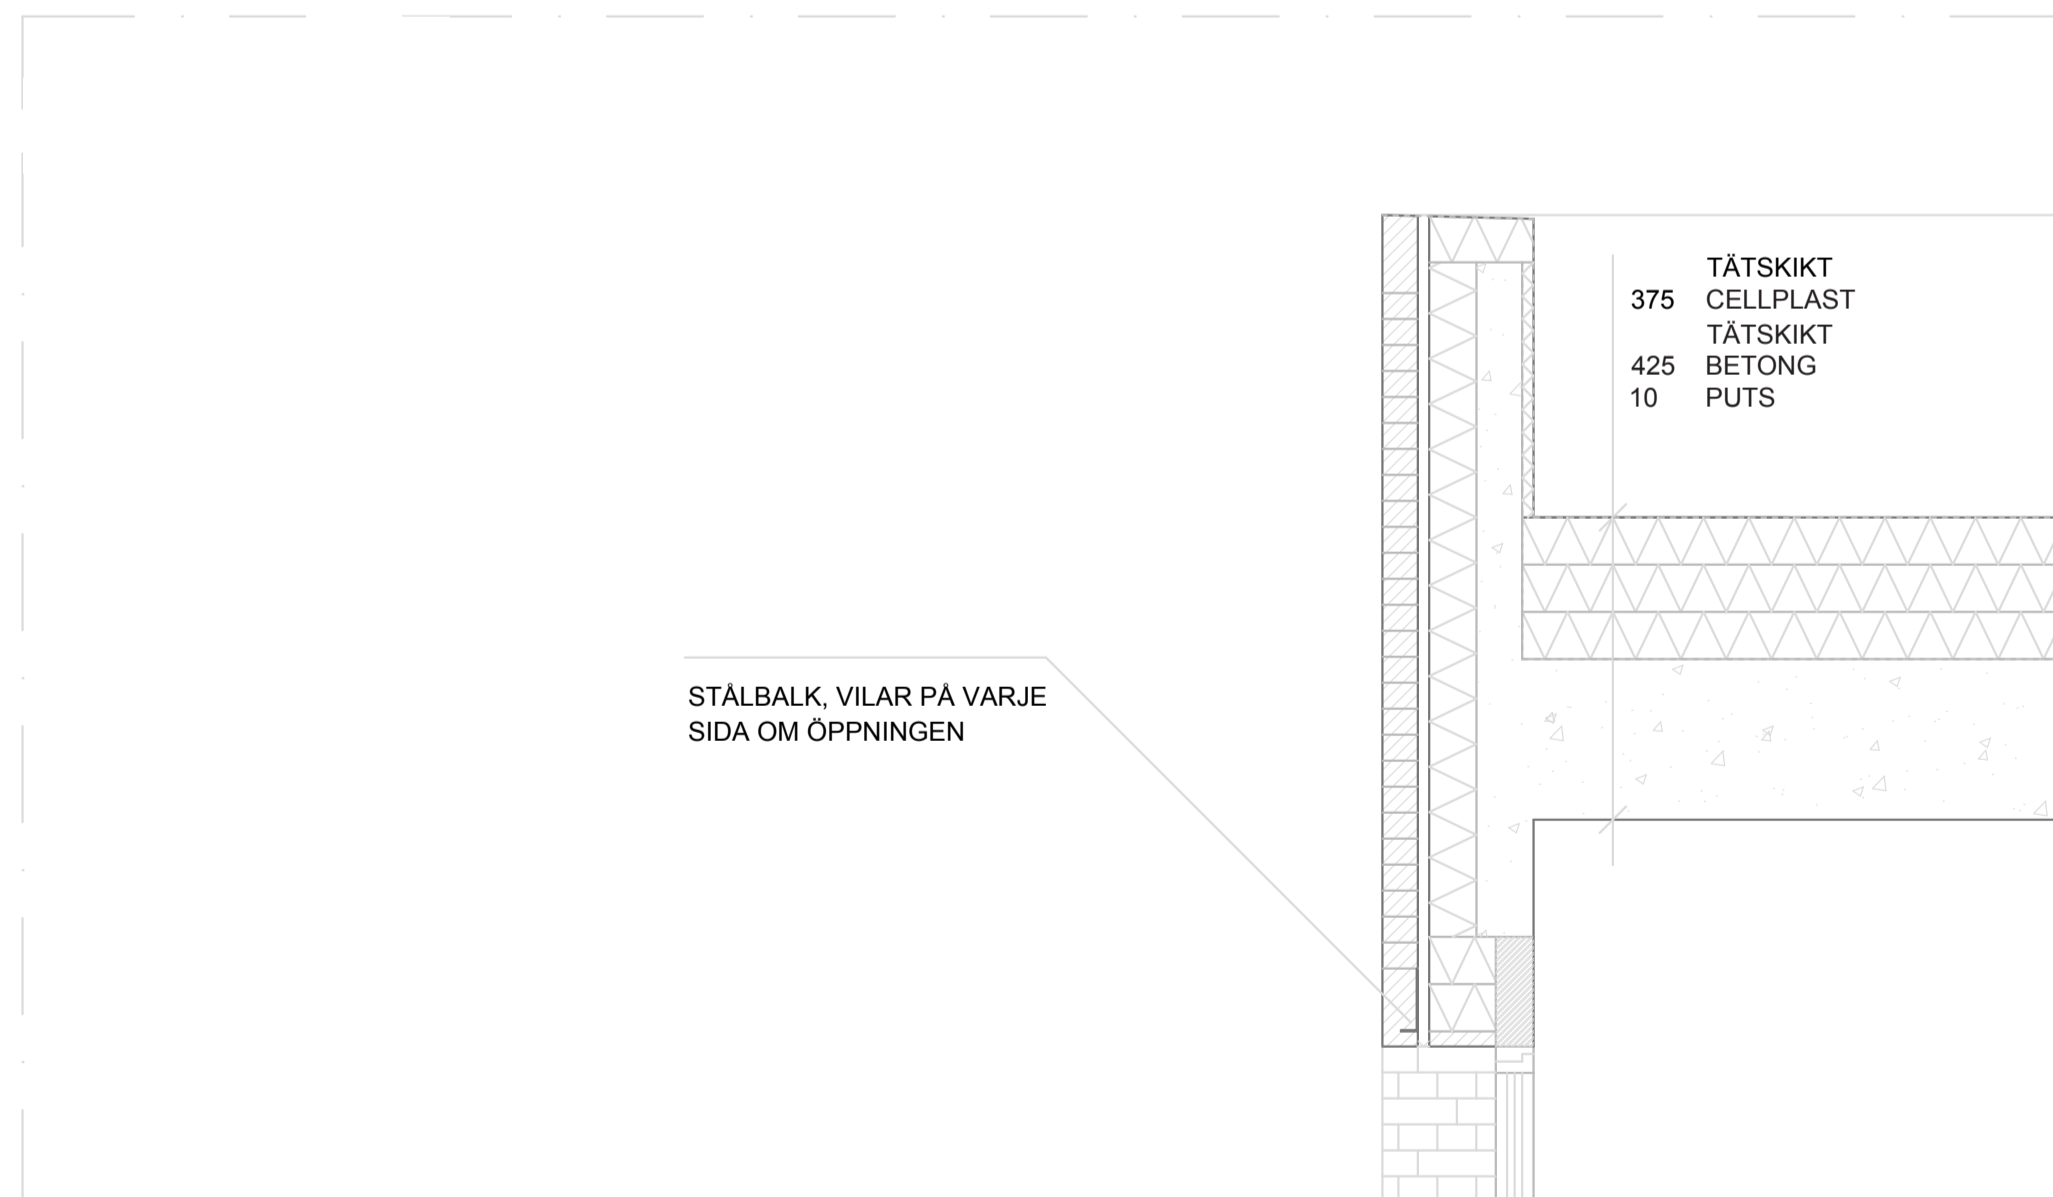 TÄTSKIKT
375 CELLPLAST
TÄTSKIKT
425 BETONG
10 PUTS
STÅLBALK, VILAR PÅ VARJE
SIDA OM ÖPPNINGEN